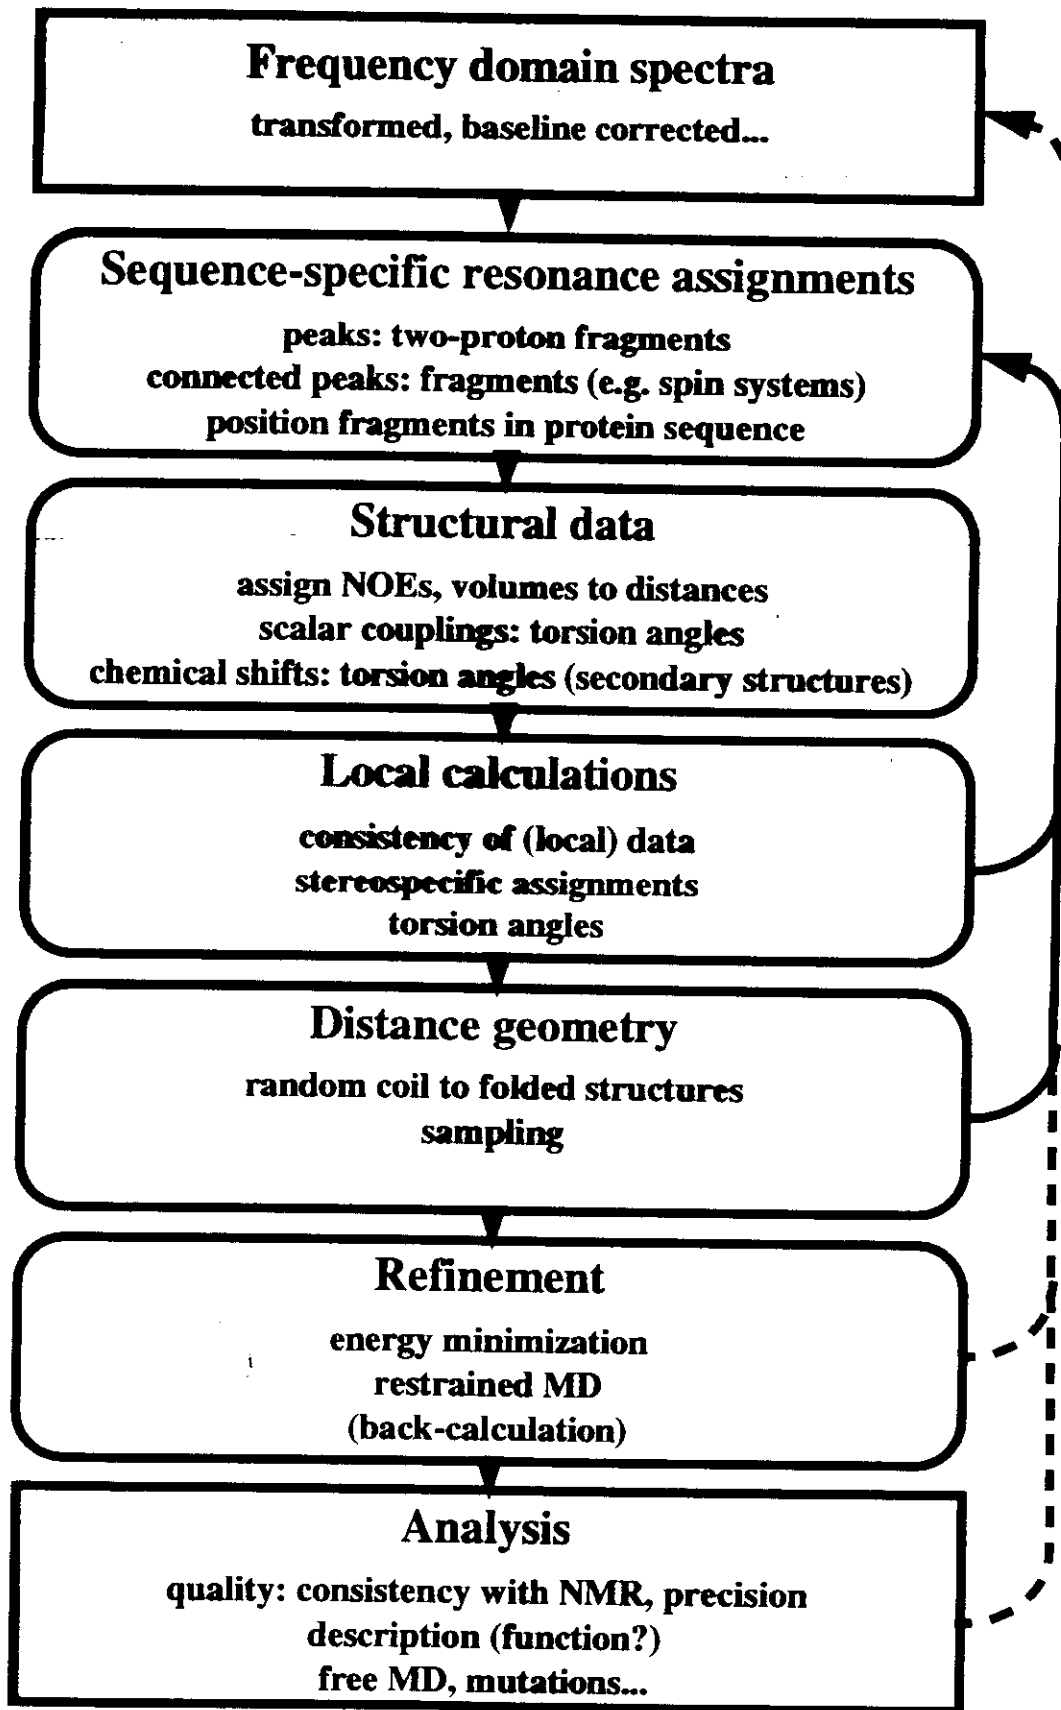 Frequency domain spectra
transformed, baseline corrected...
Sequence-specific resonance assignments
peaks: two-proton fragments
connected peaks: fragments (e.g. spin systems)
position fragments in protein sequence
Structural data
assign NOEs, volumes to distances
scalar couplings: torsion angles
chemical shifts: torsion angles (secondary structures)
Local calculations
consistency of (local) data
stereospecific assignments
torsion angles
Distance geometry
random coil to folded structures
sampling
Refinement
energy minimization
restrained MD
(back-calculation)
Analysis
quality: consistency with NMR, precision
description (function?)
free MD, mutations...